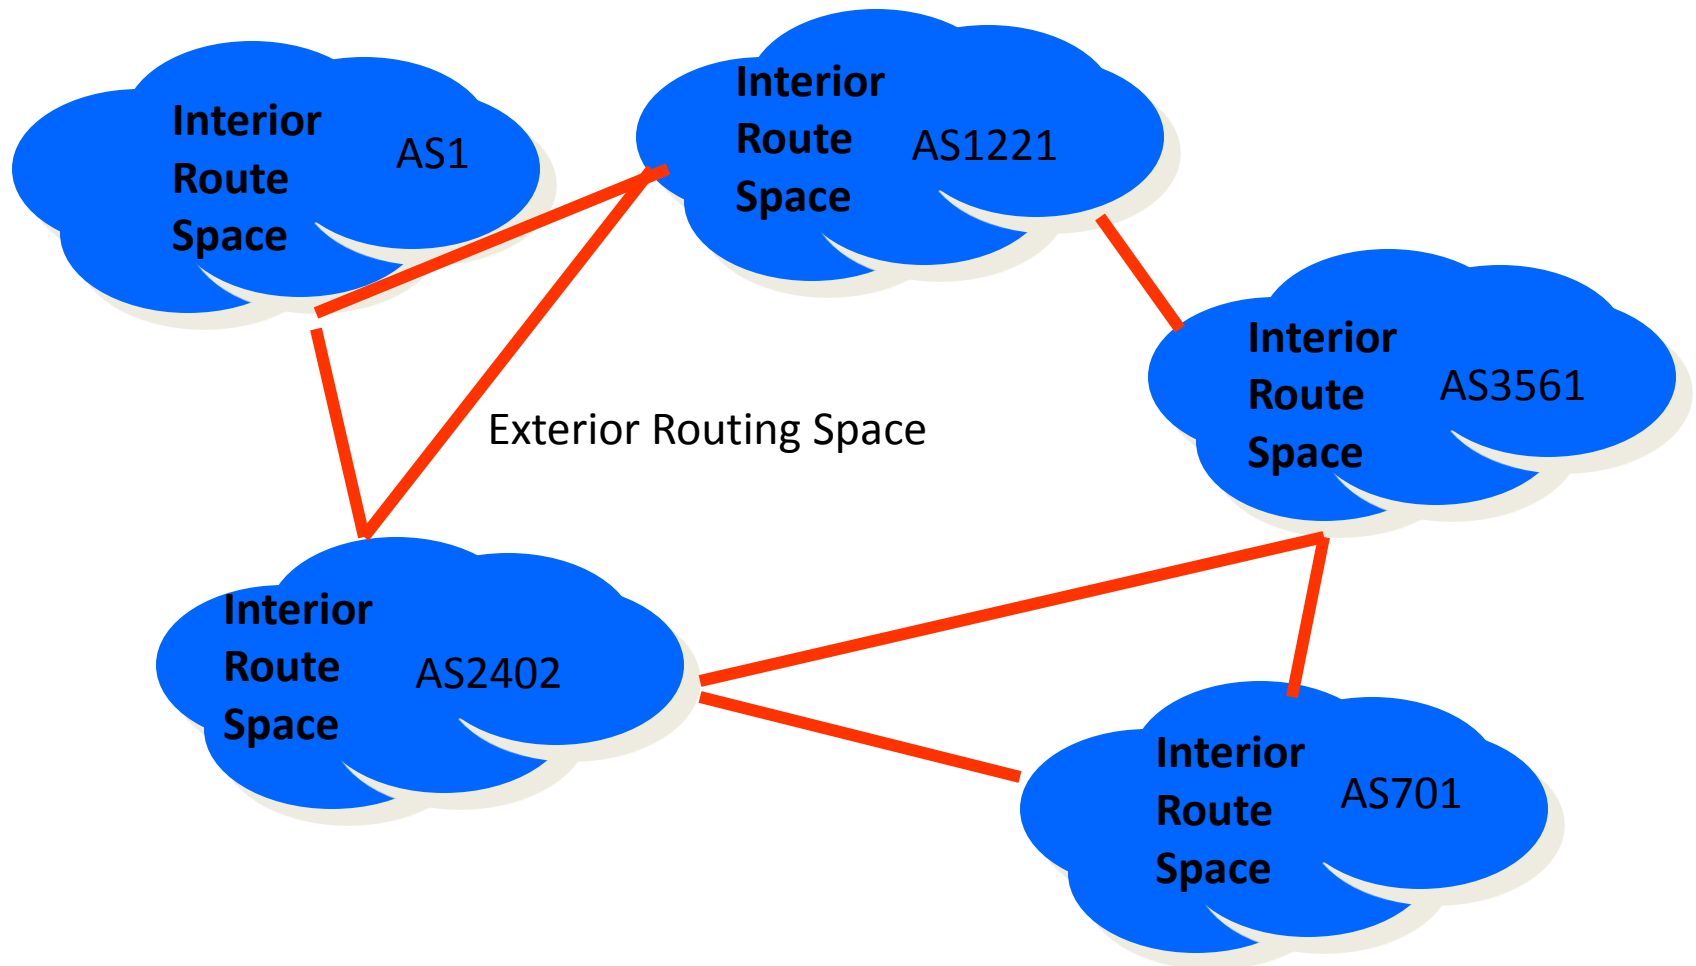 Interior
Route
Space
AS1
Interior
Route
Space
AS1221
Interior
Route
Space
AS3561
Exterior Routing Space
Interior
Route
Space
AS2402
Interior
Route
Space
AS701